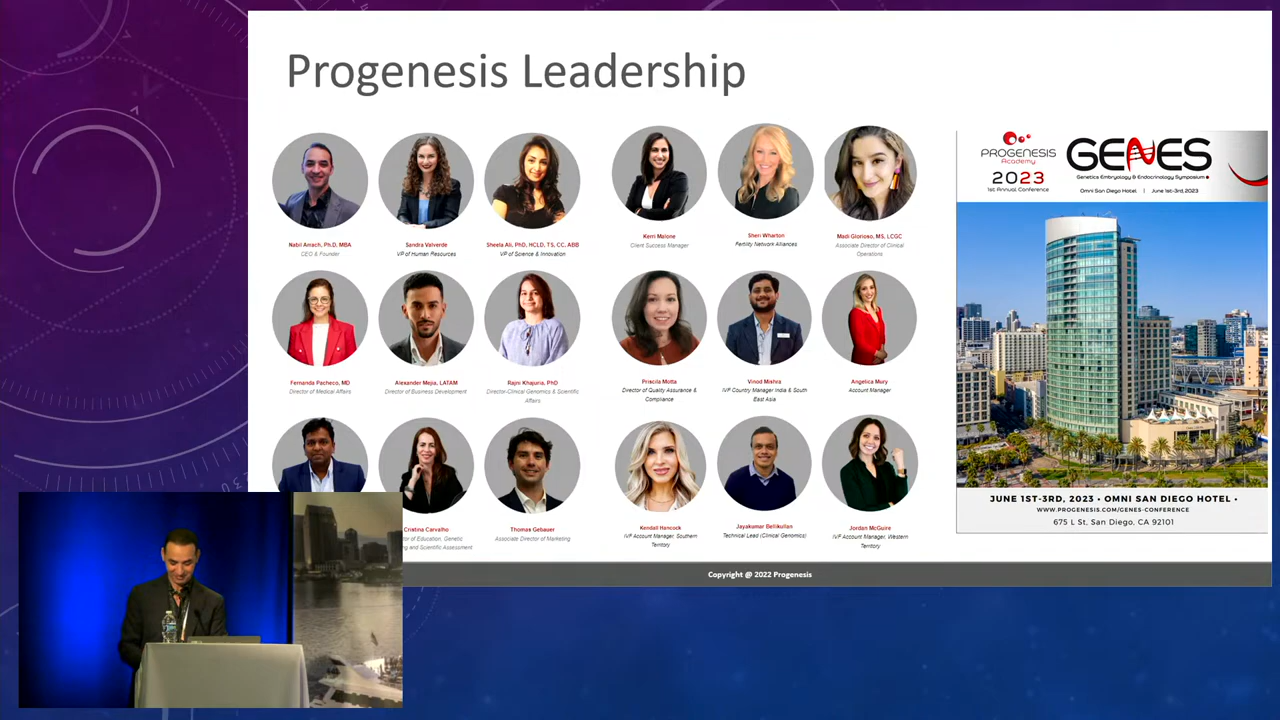 Progenesis Leadership
Nabil Arrach, Ph.D, MBA
CEO & Founder
Sandra Valverde
VP of Human Resources
Sheela Ali, PhD, HCLD, TS, CC, ABB
VP of Science & Innovation
Kerri Malone
Client Success Manager
Sheri Wharton
Fertility Network Alliances
Madi Glorioso, MS, LCGC
Associate Director of Clinical
Operations
Fernanda Pacheco, MD
Director of Medical Affairs
Alexander Mejia, LATAM
Director of Business Development
Rajni Khajuria, PhD
Director-Clinical Genomics & Scientific
Affairs
Priscila Motta
Director of Quality Assurance &
Compliance
Vinod Mishra
IVF Country Manager India & South
East Asia
Angelica Mury
Account Manager
Cristina Carvalho
of Education, Genetic
and Scientific Assessment
Thomas Gebauer
Associate Director of Marketing
Kendall Hancock
IVF Account Manager, Southern
Territory
Jayakumar Bellikullan
Technical Lead (Clinical Genomics)
Jordan McGuire
IVF Account Manager, Western
Territory
PROGENESIS
Academy
2023
1st Annual Conference
GENES
Genetics Embryology & Endocrinology Symposium
Omni San Diego Hotel | June 1st-3rd, 2023
JUNE 1ST-3RD, 2023 • OMNI SAN DIEGO HOTEL •
WWW.PROGENESIS.COM/GENES-CONFERENCE
675 L St, San Diego, CA 92101
Copyright @ 2022 Progenesis